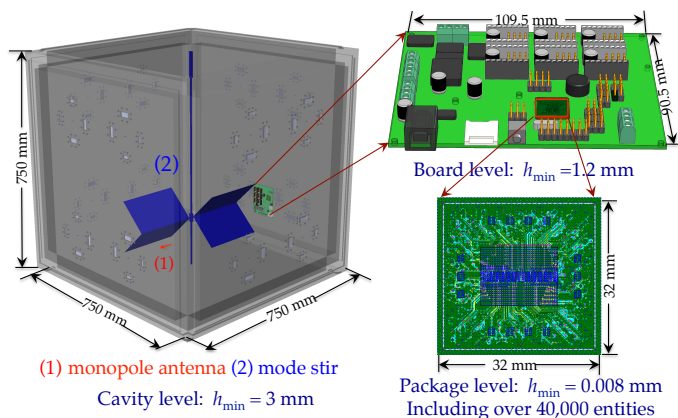 109.5 mm
90.5 mm
750 mm
(2)
(1)
750 mm
750 mm
Board level: hmin =1.2 mm
32 mm
32 mm
(1) monopole antenna (2) mode stir
Cavity level: hmin = 3 mm
Package level: hmin = 0.008 mm
Including over 40,000 entities